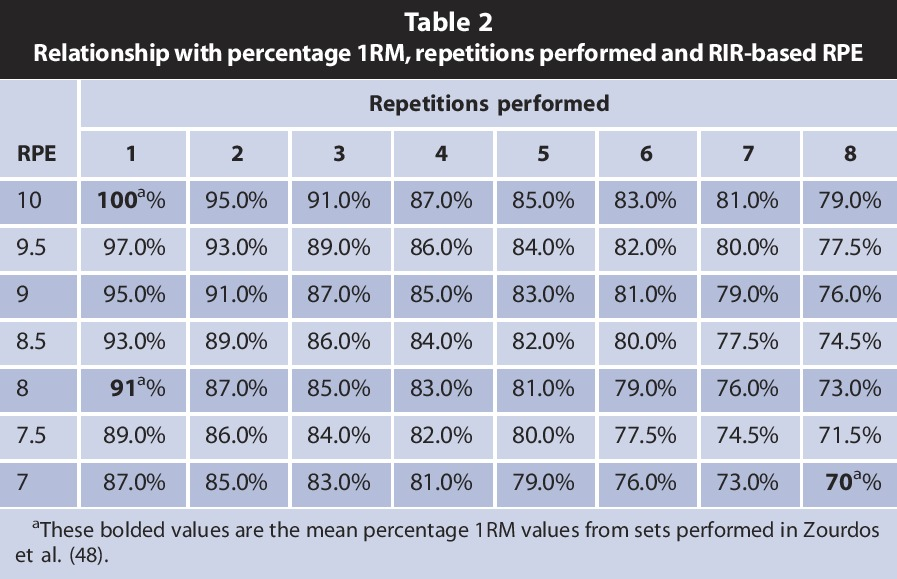 Table 2
Relationship with percentage 1RM, repetitions performed and RIR-based RPE
Repetitions performed
RPE 1 2 3 4 5 6 7 8
10 100a% 95.0% 91.0% 87.0% 85.0% 83.0% 81.0% 79.0%
9.5 97.0% 93.0% 89.0% 86.0% 84.0% 82.0% 80.0% 77.5%
9 95.0% 91.0% 87.0% 85.0% 83.0% 81.0% 79.0% 76.0%
8.5 93.0% 89.0% 86.0% 84.0% 82.0% 80.0% 77.5% 74.5%
8 91a% 87.0% 85.0% 83.0% 81.0% 79.0% 76.0% 73.0%
7.5 89.0% 86.0% 84.0% 82.0% 80.0% 77.5% 74.5% 71.5%
7 87.0% 85.0% 83.0% 81.0% 79.0% 76.0% 73.0% 70a%
aThese bolded values are the mean percentage 1RM values from sets performed in Zourdos
et al. (48).